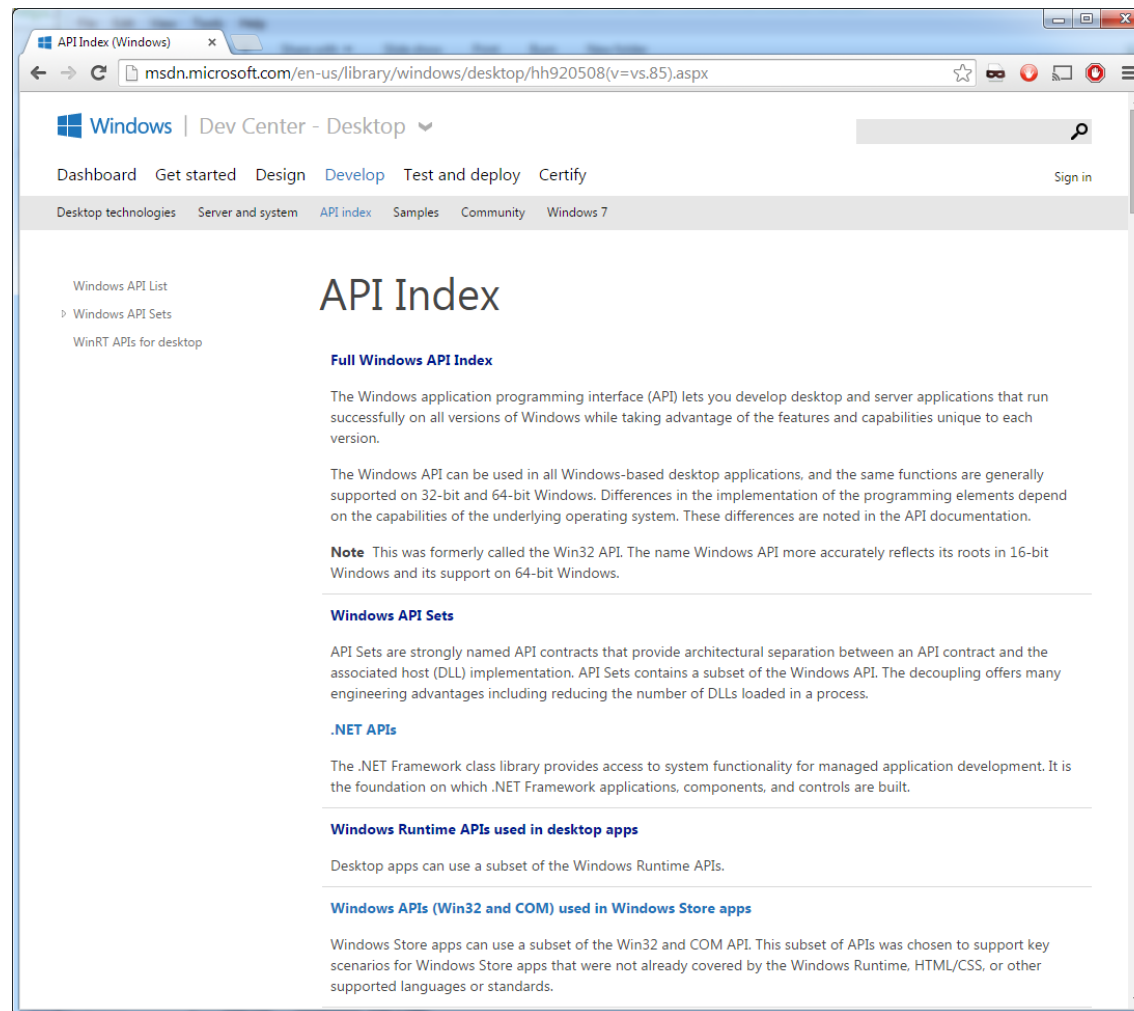 API Index (Windows)
msdn.microsoft.com/en-us/library/windows/desktop/hh920508(v=vs.85).aspx
Windows | Dev Center - Desktop
Dashboard Get started Design Develop Test and deploy Certify
Sign in
Desktop technologies Server and system API index Samples Community Windows 7
Windows API List
Windows API Sets
WinRT APIs for desktop
API Index
Full Windows API Index
The Windows application programming interface (API) lets you develop desktop and server applications that run
successfully on all versions of Windows while taking advantage of the features and capabilities unique to each
version.
The Windows API can be used in all Windows-based desktop applications, and the same functions are generally
supported on 32-bit and 64-bit Windows. Differences in the implementation of the programming elements depend
on the capabilities of the underlying operating system. These differences are noted in the API documentation.
Note This was formerly called the Win32 API. The name Windows API more accurately reflects its roots in 16-bit
Windows and its support on 64-bit Windows.
Windows API Sets
API Sets are strongly named API contracts that provide architectural separation between an API contract and the
associated host (DLL) implementation. API Sets contains a subset of the Windows API. The decoupling offers many
engineering advantages including reducing the number of DLLs loaded in a process.
.NET APIs
The .NET Framework class library provides access to system functionality for managed application development. It is
the foundation on which .NET Framework applications, components, and controls are built.
Windows Runtime APIs used in desktop apps
Desktop apps can use a subset of the Windows Runtime APIs.
Windows APIs (Win32 and COM) used in Windows Store apps
Windows Store apps can use a subset of the Win32 and COM API. This subset of APIs was chosen to support key
scenarios for Windows Store apps that were not already covered by the Windows Runtime, HTML/CSS, or other
supported languages or standards.